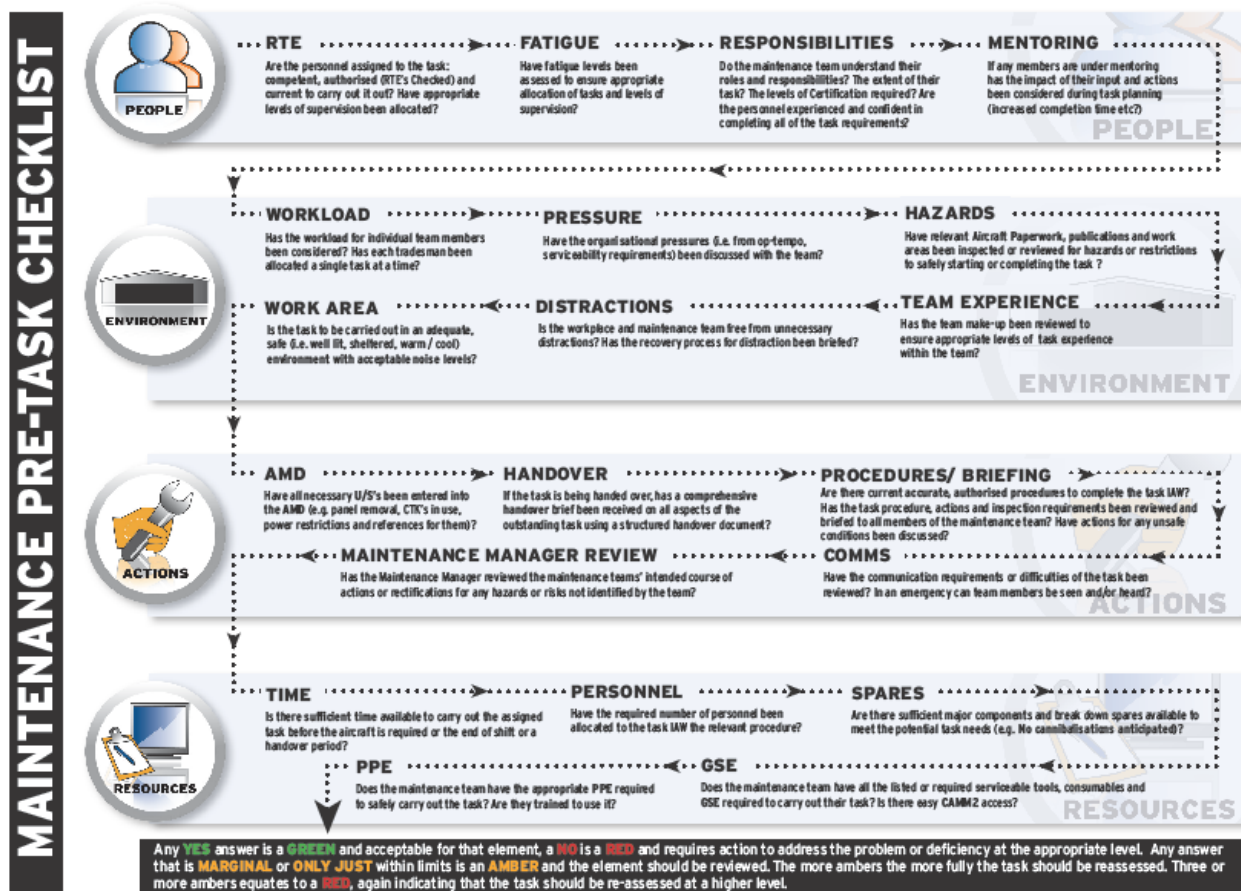 MAINTENANCE PRE-TASK CHECKLIST
PEOPLE
RTE
Are the personnel assigned to the task:
competent, authorised (RTE's Checked) and
current to carry out it out? Have appropriate
levels of supervision been allocated?
FATIGUE
Have fatigue levels been
assessed to ensure appropriate
allocation of tasks and levels of
supervision?
RESPONSIBILITIES
Do the maintenance team understand their
roles and responsibilities? The extent of their
task? The levels of Certification required? Are
the personnel experienced and confident in
completing all of the task requirements?
MENTORING
If any members are under mentoring
has the impact of their input and actions
been considered during task planning
(increased completion time etc?)
PEOPLE
ENVIRONMENT
WORKLOAD
Has the workload for individual team members
been considered? Has each tradesman been
allocated a single task at a time?
PRESSURE
Have the organisational pressures (i.e. from op-tempo,
serviceability requirements) been discussed with the team?
HAZARDS
Have relevant Aircraft Paperwork, publications and work
areas been inspected or reviewed for hazards or restrictions
to safely starting or completing the task ?
TEAM EXPERIENCE
Has the team make-up been reviewed to
ensure appropriate levels of task experience
within the team?
DISTRACTIONS
Is the workplace and maintenance team free from unnecessary
distractions? Has the recovery process for distraction been briefed?
WORK AREA
Is the task to be carried out in an adequate,
safe (i.e. well lit, sheltered, warm / cool)
environment with acceptable noise levels?
ENVIRONMENT
ACTIONS
AMD
Have all necessary U/S's been entered into
the AMD (e.g. panel removal, CTK's in use,
power restrictions and references for them)?
HANDOVER
If the task is being handed over, has a comprehensive
handover brief been received on all aspects of the
outstanding task using a structured handover document?
PROCEDURES/ BRIEFING
Are there current accurate, authorised procedures to complete the task IAW?
Has the task procedure, actions and inspection requirements been reviewed and
briefed to all members of the maintenance team? Have actions for any unsafe
conditions been discussed?
COMMS
Have the communication requirements or difficulties of the task been
reviewed? In an emergency can team members be seen and/or heard?
MAINTENANCE MANAGER REVIEW
Has the Maintenance Manager reviewed the maintenance teams' intended course of
actions or rectifications for any hazards or risks not identified by the team?
ACTIONS
RESOURCES
TIME
Is there sufficient time available to carry out the assigned
task before the aircraft is required or the end of shift or a
handover period?
PERSONNEL
Have the required number of personnel been
allocated to the task IAW the relevant procedure?
SPARES
Are there sufficient major components and break down spares available to
meet the potential task needs (e.g. No cannibalisations anticipated)?
GSE
Does the maintenance team have all the listed or required serviceable tools, consumables and
GSE required to carry out their task? Is there easy CAMM2 access?
PPE
Does the maintenance team have the appropriate PPE required
to safely carry out the task? Are they trained to use it?
RESOURCES
Any YES answer is a GREEN and acceptable for that element, a NO is a RED and requires action to address the problem or deficiency at the appropriate level. Any answer
that is MARGINAL or ONLY JUST within limits is an AMBER and the element should be reviewed. The more ambers the more fully the task should be reassessed. Three or
more ambers equates to a RED, again indicating that the task should be re-assessed at a higher level.